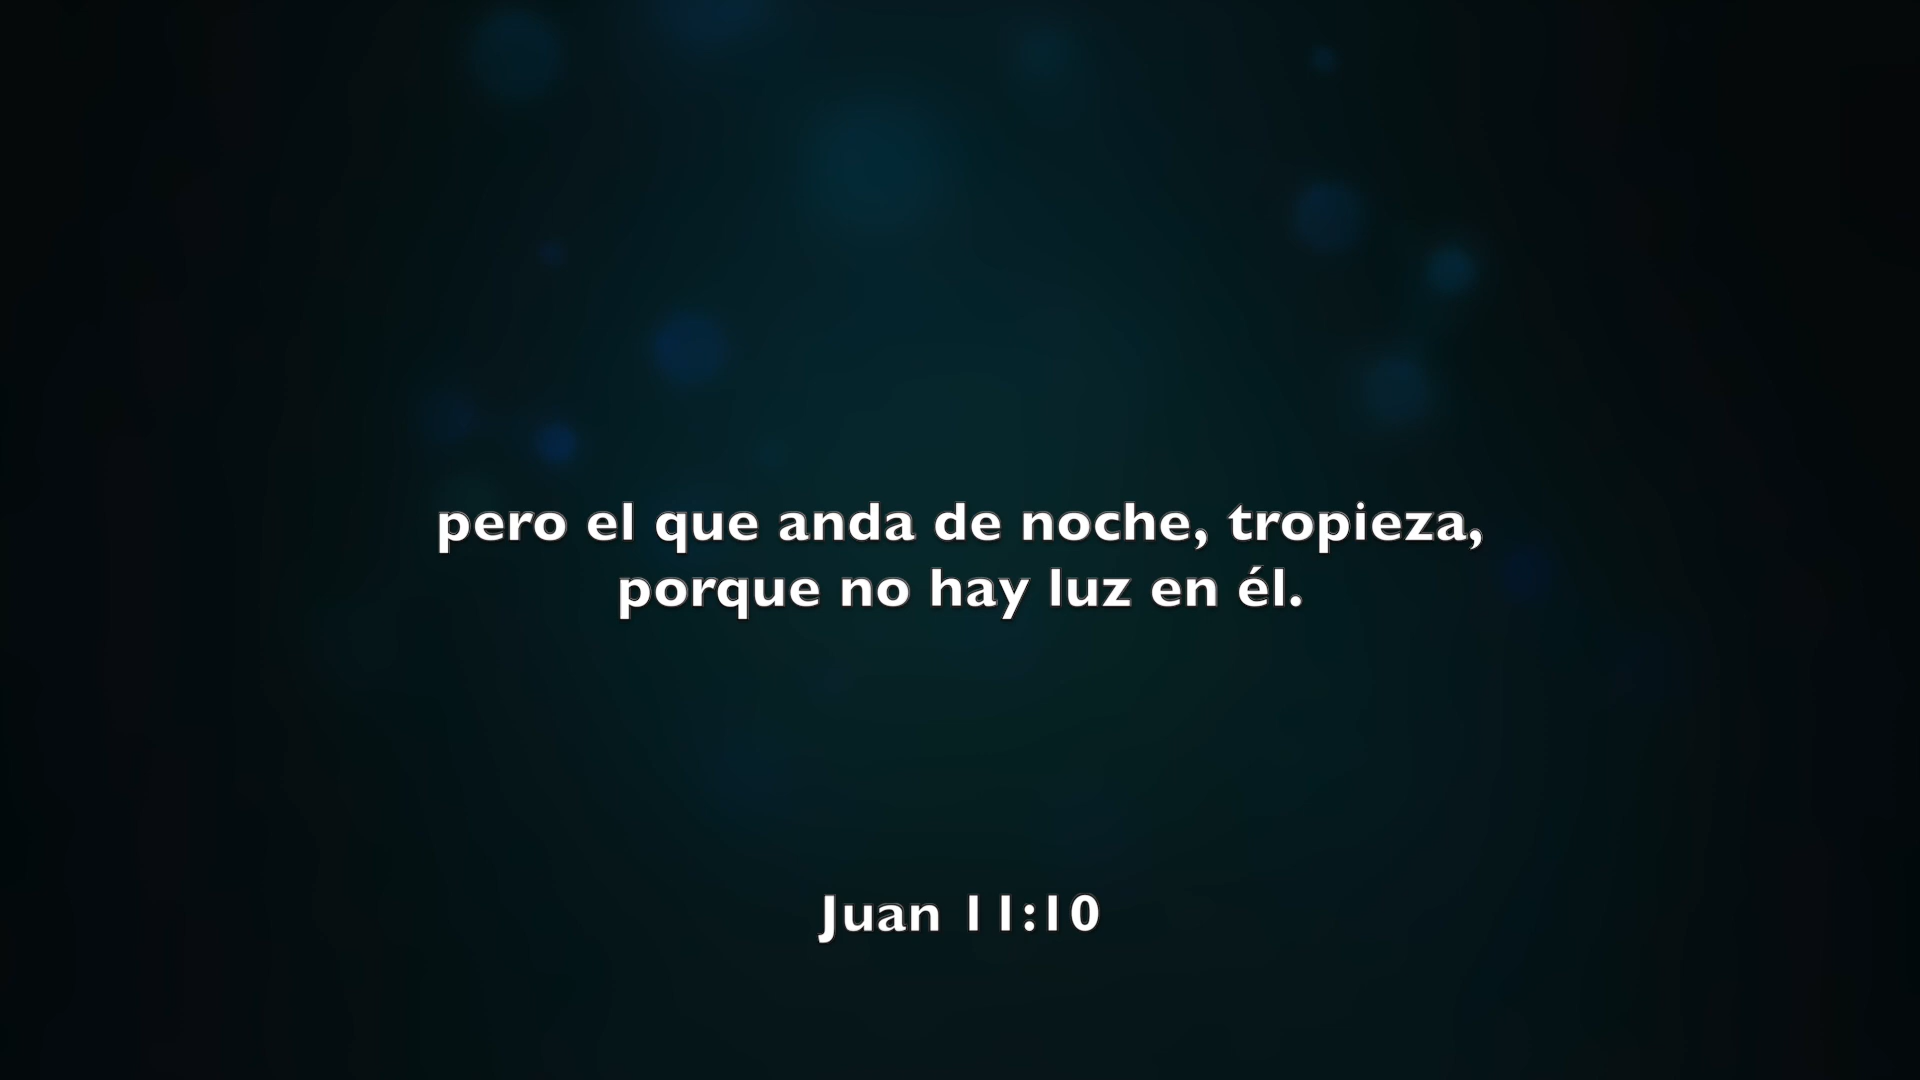 pero el que anda de noche, tropieza,
porque no hay luz en él.
Juan 11:10